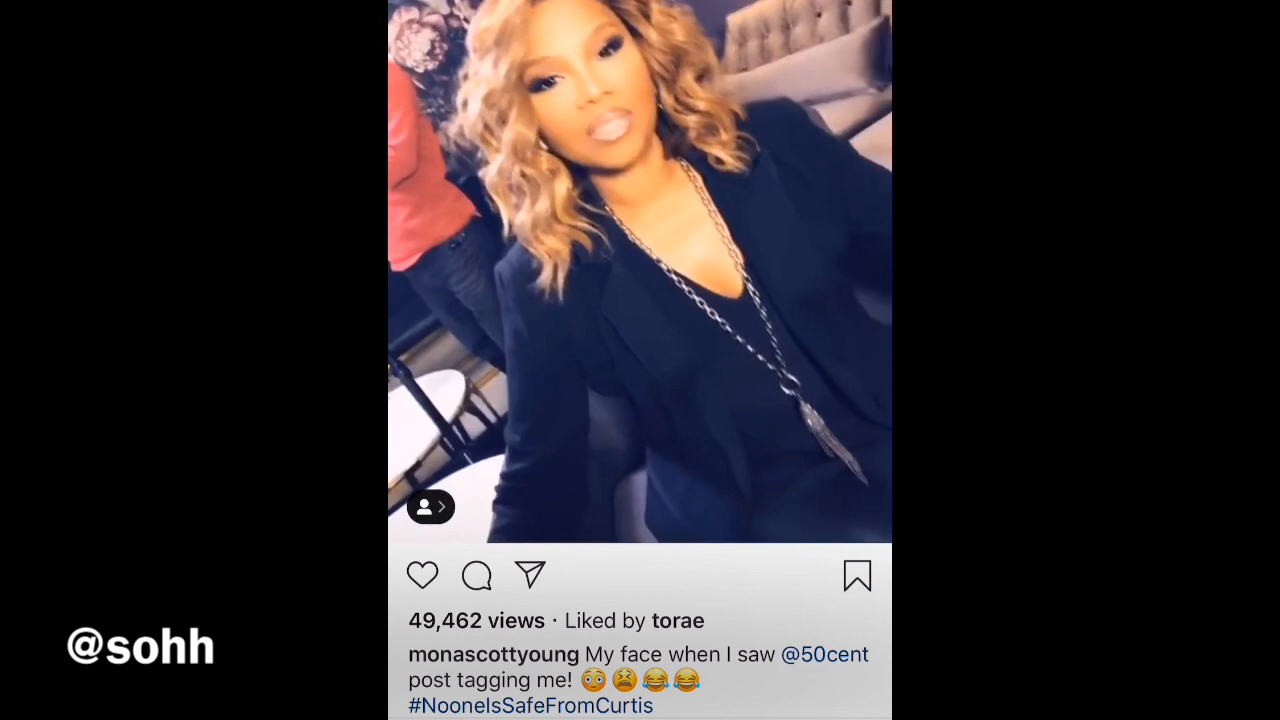 49,462 views · Liked by torae
monascottyoung My face when I saw @50cent
post tagging me! 😳 😫 😂 😂
#NooneIsSafeFromCurtis
@sohh